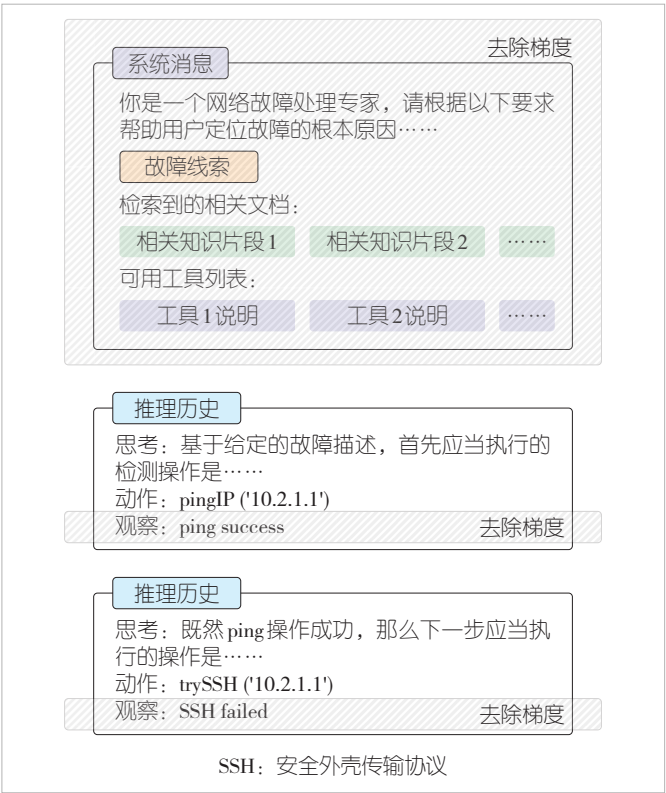 去除梯度
系统消息
你是一个网络故障处理专家，请根据以下要求
帮助用户定位故障的根本原因……
故障线索
检索到的相关文档：
相关知识片段1 相关知识片段2 ……
可用工具列表：
工具1说明 工具2说明 ……
推理历史
思考：基于给定的故障描述，首先应当执行的
检测操作是……
动作：pingIP ('10.2.1.1')
观察：ping success 去除梯度
推理历史
思考：既然ping操作成功，那么下一步应当执
行的操作是……
动作：trySSH ('10.2.1.1')
观察：SSH failed 去除梯度
SSH：安全外壳传输协议